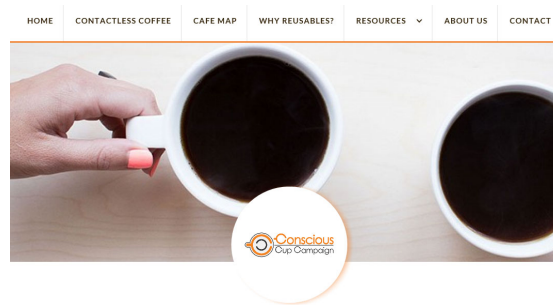 HOME CONTACTLESS COFFEE CAFE MAP WHY REUSABLES? RESOURCES ABOUT US CONTACT
Conscious
Cup Campaign